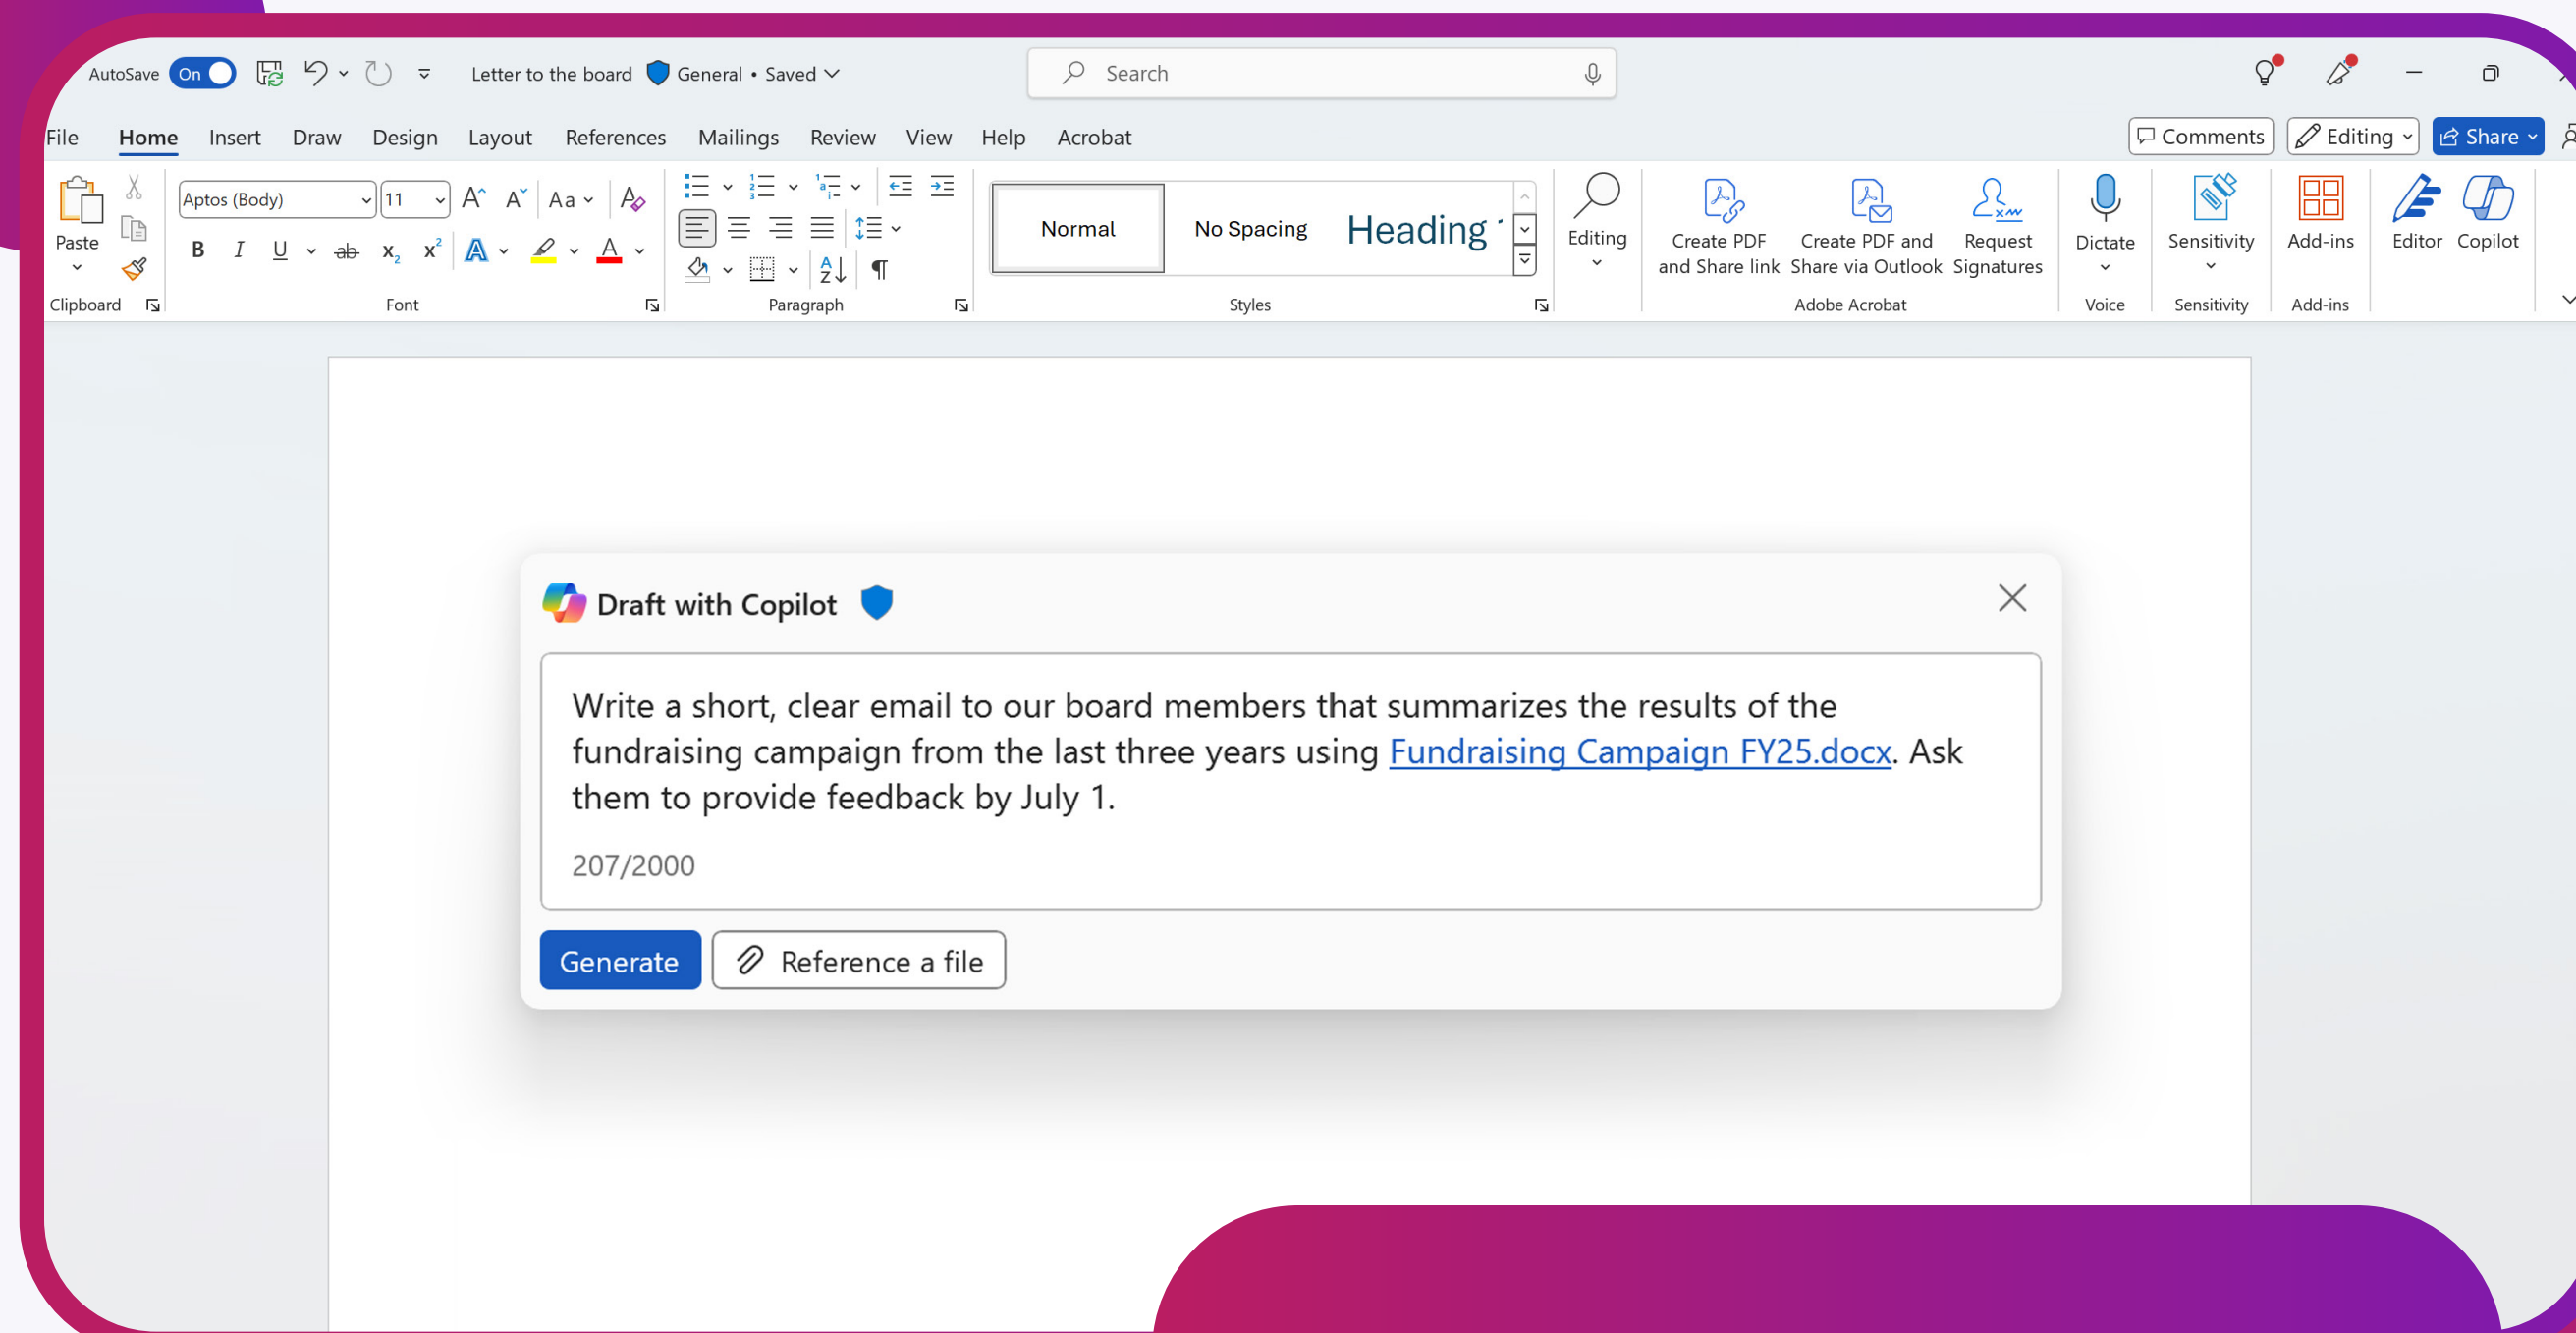 AutoSave On Letter to the board General • Saved Search
File Home Insert Draw Design Layout References Mailings Review View Help Acrobat Comments Editing Share
Paste
Clipboard
Aptos (Body) 11 A A Aa A
B I U ab x2 x2 A A
Font
Paragraph
Normal No Spacing Heading
Styles
Editing
Create PDF and Share link
Create PDF and Share via Outlook
Request Signatures
Adobe Acrobat
Dictate
Voice
Sensitivity
Sensitivity
Add-ins
Add-ins
Editor Copilot
Draft with Copilot
Write a short, clear email to our board members that summarizes the results of the
fundraising campaign from the last three years using Fundraising Campaign FY25.docx. Ask
them to provide feedback by July 1.
207/2000
Generate Reference a file